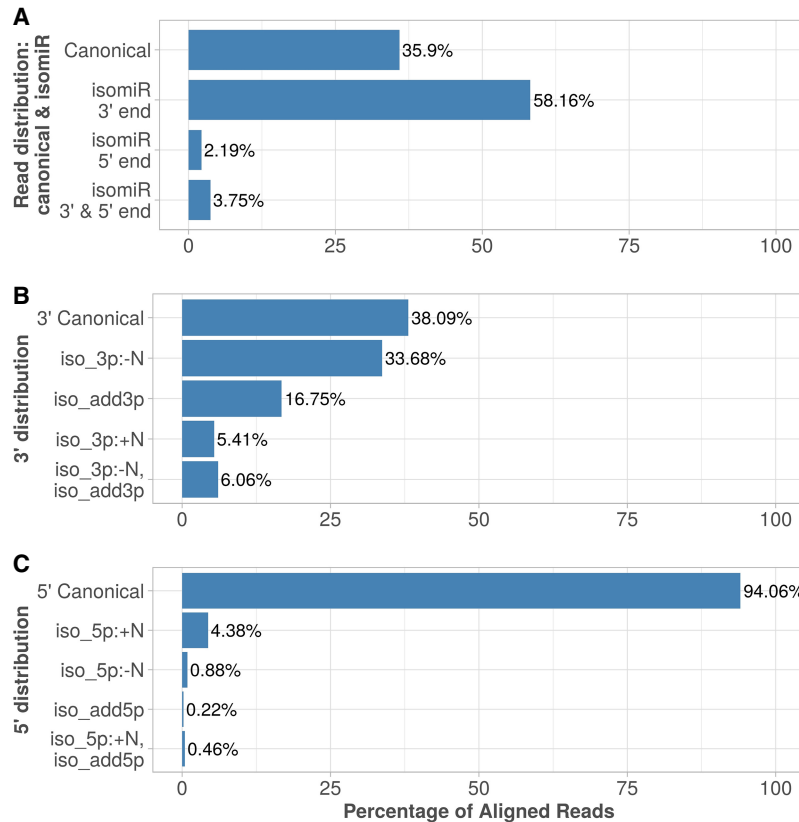 A
Read distribution:
canonical & isomiR
Canonical
35.9%
isomiR
3' end
58.16%
isomiR
5' end
2.19%
isomiR
3' & 5' end
3.75%
0 25 50 75 100
B
3' distribution
3' Canonical
38.09%
iso_3p:-N
33.68%
iso_add3p
16.75%
iso_3p:+N
5.41%
iso_3p:-N,
iso_add3p
6.06%
0 25 50 75 100
C
5' distribution
5' Canonical
94.06%
iso_5p:+N
4.38%
iso_5p:-N
0.88%
iso_add5p
0.22%
iso_5p:+N,
iso_add5p
0.46%
0 25 50 75 100
Percentage of Aligned Reads